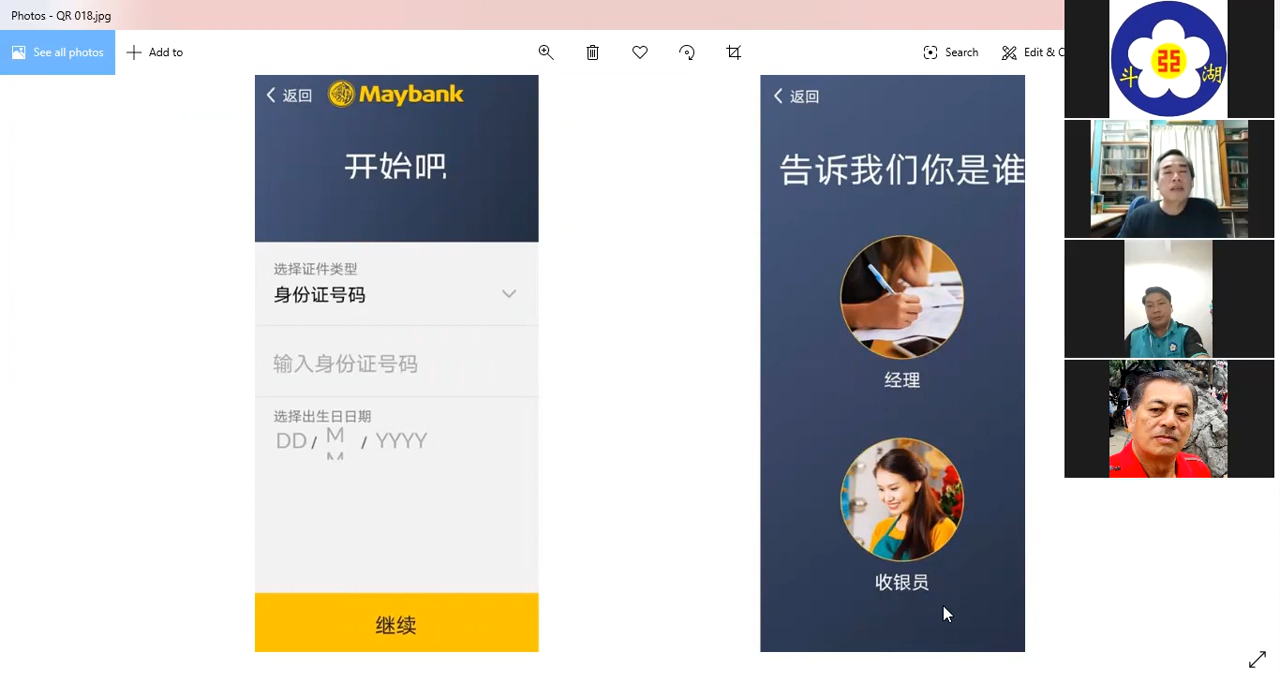 Photos - QR 018.jpg
See all photos
Add to
Search
Edit & C
返回 Maybank
开始吧
选择证件类型
身份证号码
输入身份证号码
选择出生日日期
DD / MM / YYYY
继续
返回
告诉我们你是谁
经理
收银员
斗 湖